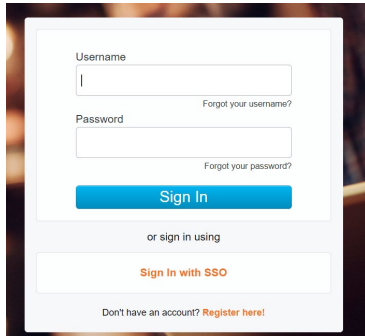 Username
Forgot your username?
Password
Forgot your password?
Sign In
or sign in using
Sign In with SSO
Don't have an account? Register here!